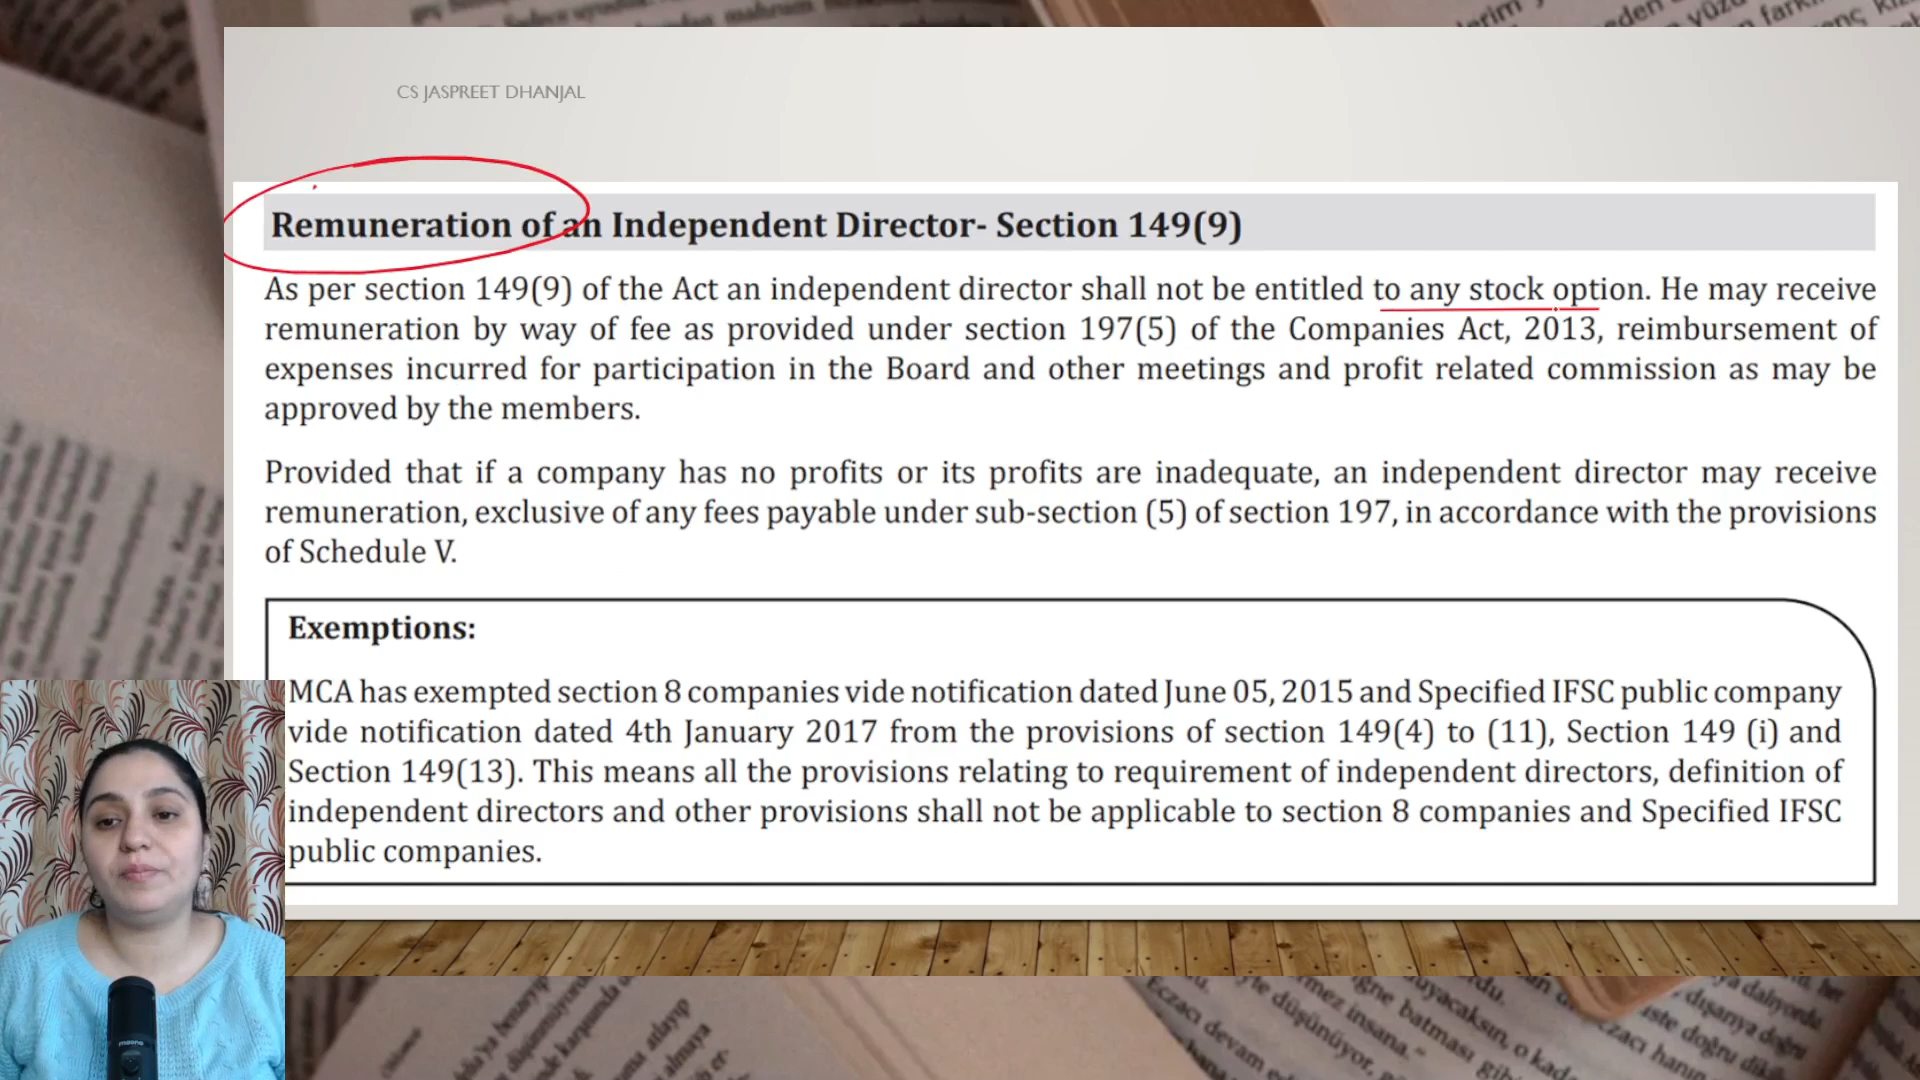 CS JASPREET DHANJAL
Remuneration of an Independent Director- Section 149(9)
As per section 149(9) of the Act an independent director shall not be entitled to any stock option. He may receive
remuneration by way of fee as provided under section 197(5) of the Companies Act, 2013, reimbursement of
expenses incurred for participation in the Board and other meetings and profit related commission as may be
approved by the members.
Provided that if a company has no profits or its profits are inadequate, an independent director may receive
remuneration, exclusive of any fees payable under sub-section (5) of section 197, in accordance with the provisions
of Schedule V.
Exemptions:
MCA has exempted section 8 companies vide notification dated June 05, 2015 and Specified IFSC public company
vide notification dated 4th January 2017 from the provisions of section 149(4) to (11), Section 149 (i) and
Section 149(13). This means all the provisions relating to requirement of independent directors, definition of
independent directors and other provisions shall not be applicable to section 8 companies and Specified IFSC
public companies.
maono